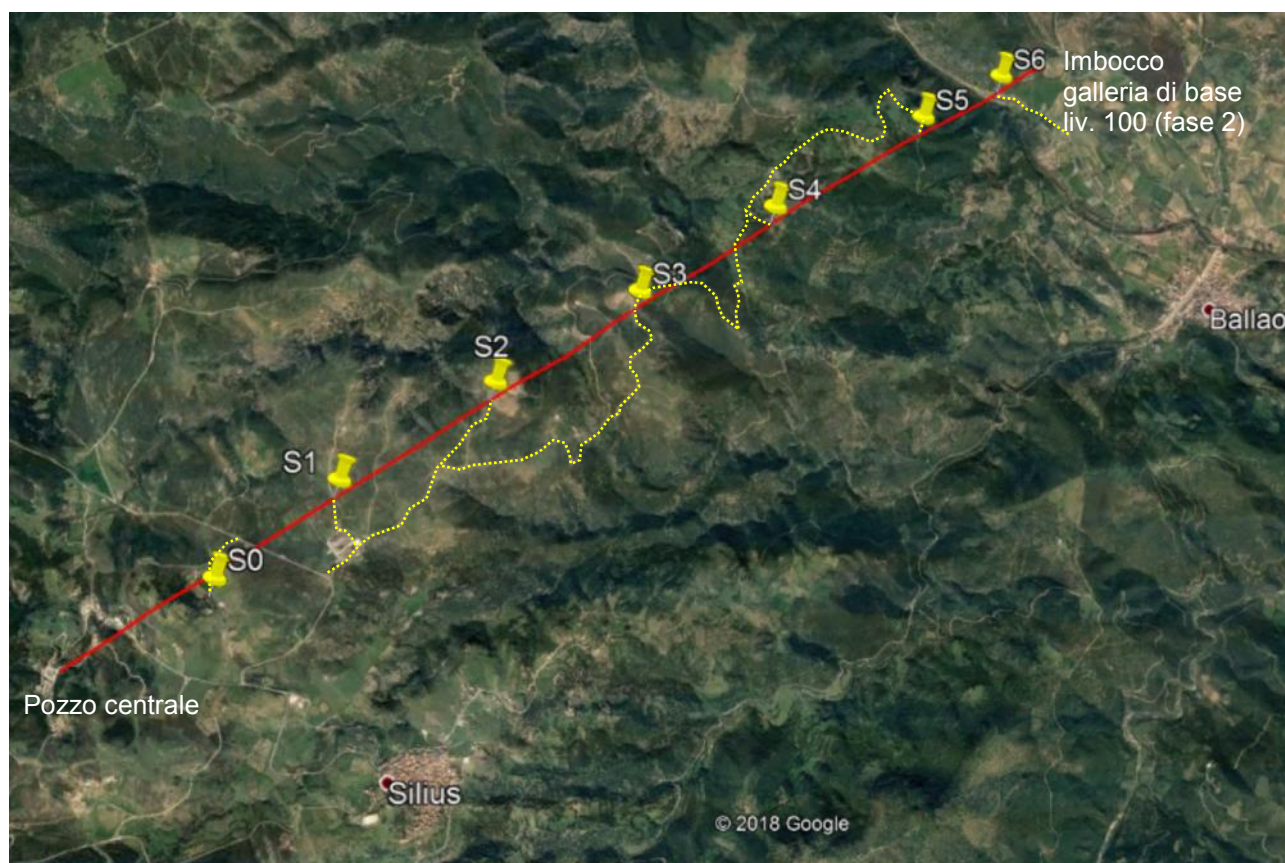 S6
Imbocco
galleria di base
liv. 100 (fase 2)
S5
S4
S3
Ballao
S2
S1
S0
Pozzo centrale
Silius
© 2018 Google